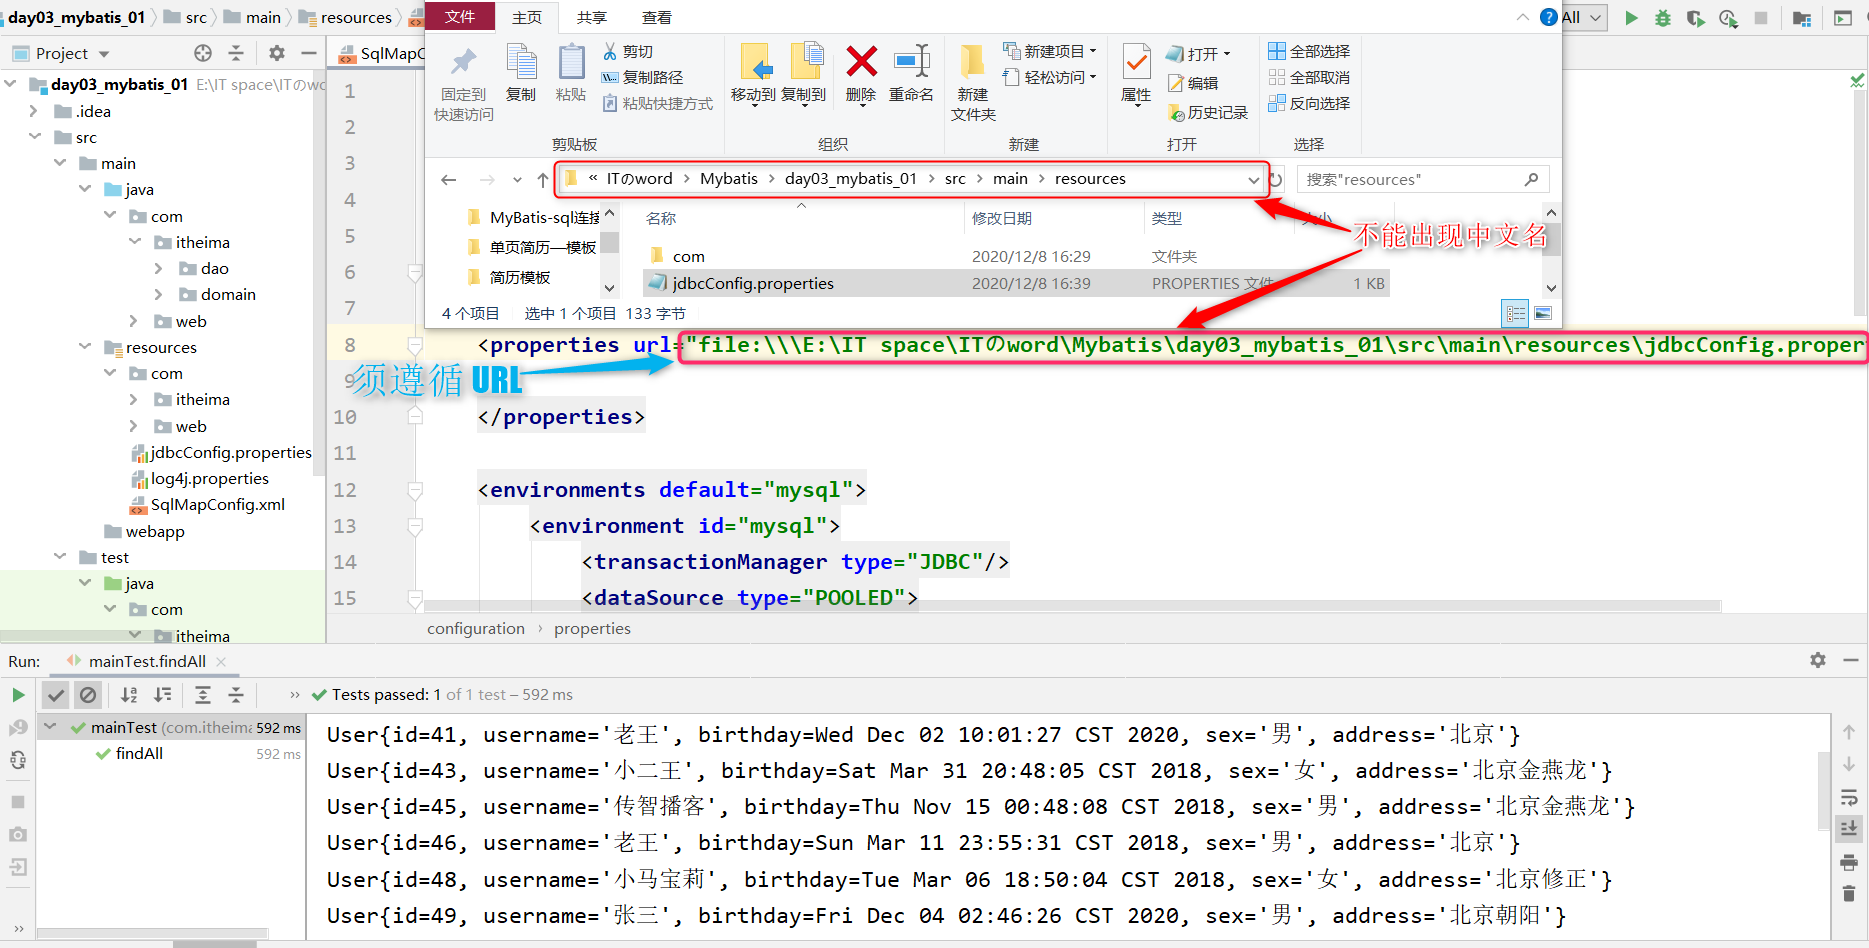 day03_mybatis_01 › src › main › resources
文件 主页 共享 查看
All
Project
SqlMapC
固定到
快速访问
复制
粘贴
剪切
复制路径
粘贴快捷方式
剪贴板
移动到
复制到
删除
重命名
组织
新建
文件夹
新建项目
轻松访问
新建
属性
打开
编辑
历史记录
打开
全部选择
全部取消
反向选择
选择
« ITのword › Mybatis › day03_mybatis_01 › src › main › resources
搜索"resources"
MyBatis-sql连接
单页简历—模板
简历模板
名称 修改日期 类型 大小
com 2020/12/8 16:29 文件夹
jdbcConfig.properties 2020/12/8 16:39 PROPERTIES 文件 1 KB
4 个项目 选中 1 个项目 133 字节
不能出现中文名
须遵循 URL
day03_mybatis_01 E:\IT space\ITのwo
.idea
src
main
java
com
itheima
dao
domain
web
resources
com
itheima
web
jdbcConfig.properties
log4j.properties
SqlMapConfig.xml
webapp
test
java
com
itheima
1
2
3
4
5
6
7
8 <properties url="file:\\\E:\IT space\ITのword\Mybatis\day03_mybatis_01\src\main\resources\jdbcConfig.proper
9
10 </properties>
11
12 <environments default="mysql">
13 <environment id="mysql">
14 <transactionManager type="JDBC"/>
15 <dataSource type="POOLED">
configuration › properties
Run: mainTest.findAll ×
» Tests passed: 1 of 1 test – 592 ms
mainTest (com.itheima 592 ms
findAll 592 ms
User{id=41, username='老王', birthday=Wed Dec 02 10:01:27 CST 2020, sex='男', address='北京'}
User{id=43, username='小二王', birthday=Sat Mar 31 20:48:05 CST 2018, sex='女', address='北京金燕龙'}
User{id=45, username='传智播客', birthday=Thu Nov 15 00:48:08 CST 2018, sex='男', address='北京金燕龙'}
User{id=46, username='老王', birthday=Sun Mar 11 23:55:31 CST 2018, sex='男', address='北京'}
User{id=48, username='小马宝莉', birthday=Tue Mar 06 18:50:04 CST 2018, sex='女', address='北京修正'}
User{id=49, username='张三', birthday=Fri Dec 04 02:46:26 CST 2020, sex='男', address='北京朝阳'}
»